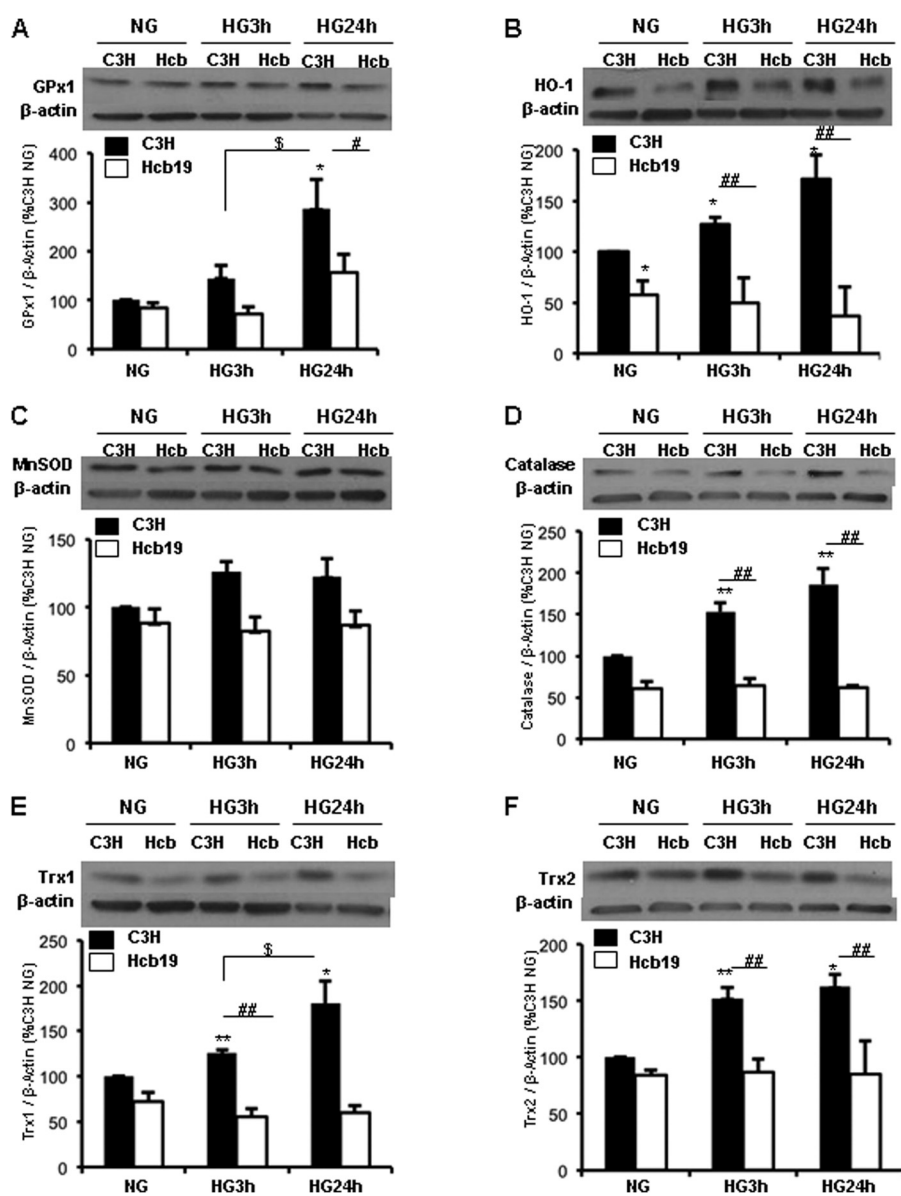 A
NG HG3h HG24h
C3H Hcb C3H Hcb C3H Hcb
GPx1
β-actin
C3H
Hcb19
GPx1 / β-Actin (%C3H NG)
400
300
200
100
0
$
*
#
NG HG3h HG24h
B
NG HG3h HG24h
C3H Hcb C3H Hcb C3H Hcb
HO-1
β-actin
C3H
Hcb19
HO-1 / β-Actin (%C3H NG)
200
150
100
50
0
*
*
##
*
##
NG HG3h HG24h
C
NG HG3h HG24h
C3H Hcb C3H Hcb C3H Hcb
MnSOD
β-actin
C3H
Hcb19
MnSOD / β-Actin (%C3H NG)
150
100
50
0
NG HG3h HG24h
D
NG HG3h HG24h
C3H Hcb C3H Hcb C3H Hcb
Catalase
β-actin
C3H
Hcb19
Catalase / β-Actin (%C3H NG)
250
200
150
100
50
0
**
##
**
##
NG HG3h HG24h
E
NG HG3h HG24h
C3H Hcb C3H Hcb C3H Hcb
Trx1
β-actin
C3H
Hcb19
Trx1 / β-Actin (%C3H NG)
250
200
150
100
50
0
**
##
$
*
NG HG3h HG24h
F
NG HG3h HG24h
C3H Hcb C3H Hcb C3H Hcb
Trx2
β-actin
C3H
Hcb19
Trx2 / β-Actin (%C3H NG)
200
150
100
50
0
**
##
*
##
NG HG3h HG24h